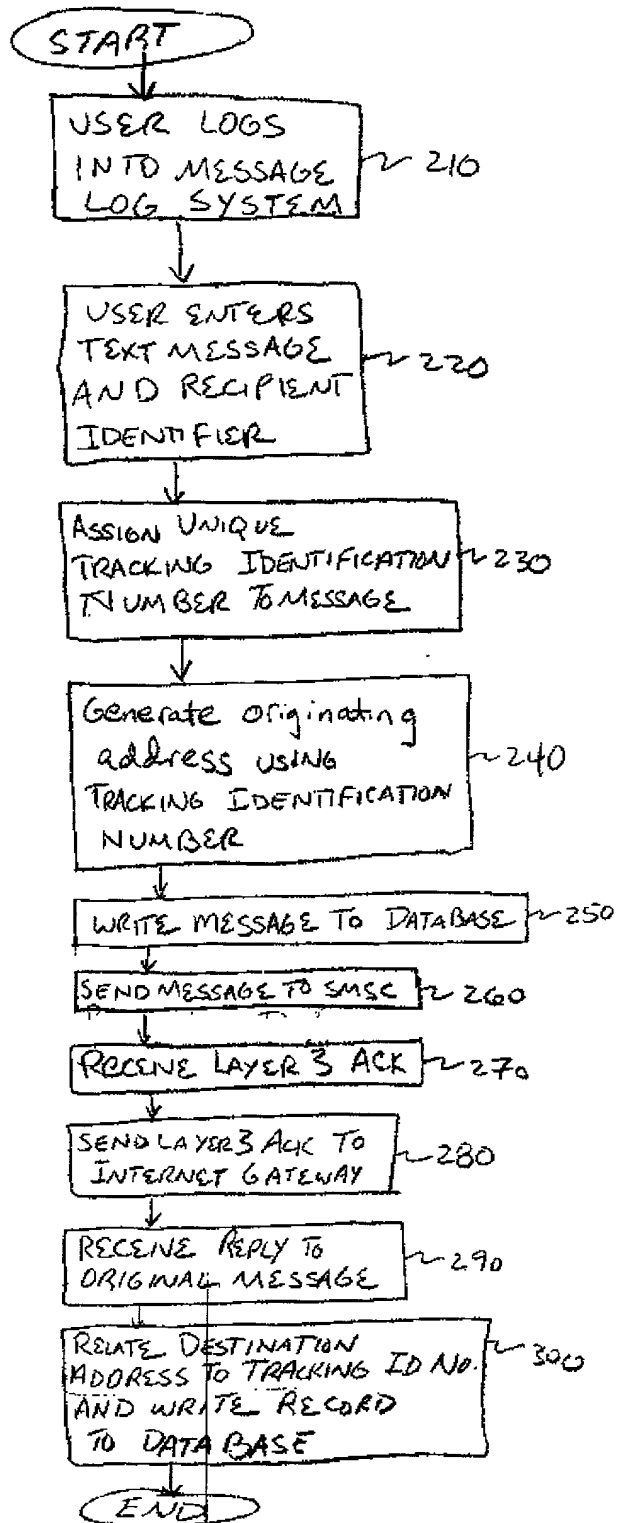 START
USER LOGS
INTO MESSAGE
LOG SYSTEM
210
USER ENTERS
TEXT MESSAGE
AND RECIPIENT
IDENTIFIER
220
ASSIGN UNIQUE
TRACKING IDENTIFICATION
NUMBER TO MESSAGE
230
Generate originating
address USING
TRACKING IDENTIFICATION
NUMBER
240
WRITE MESSAGE TO DATABASE
250
SEND MESSAGE TO SMSC
260
RECEIVE LAYER 3 ACK
270
SEND LAYER 3 ACK TO
INTERNET GATEWAY
280
RECEIVE REPLY TO
ORIGINAL MESSAGE
290
RELATE DESTINATION
ADDRESS TO TRACKING ID NO.
AND WRITE RECORD
TO DATABASE
300
END